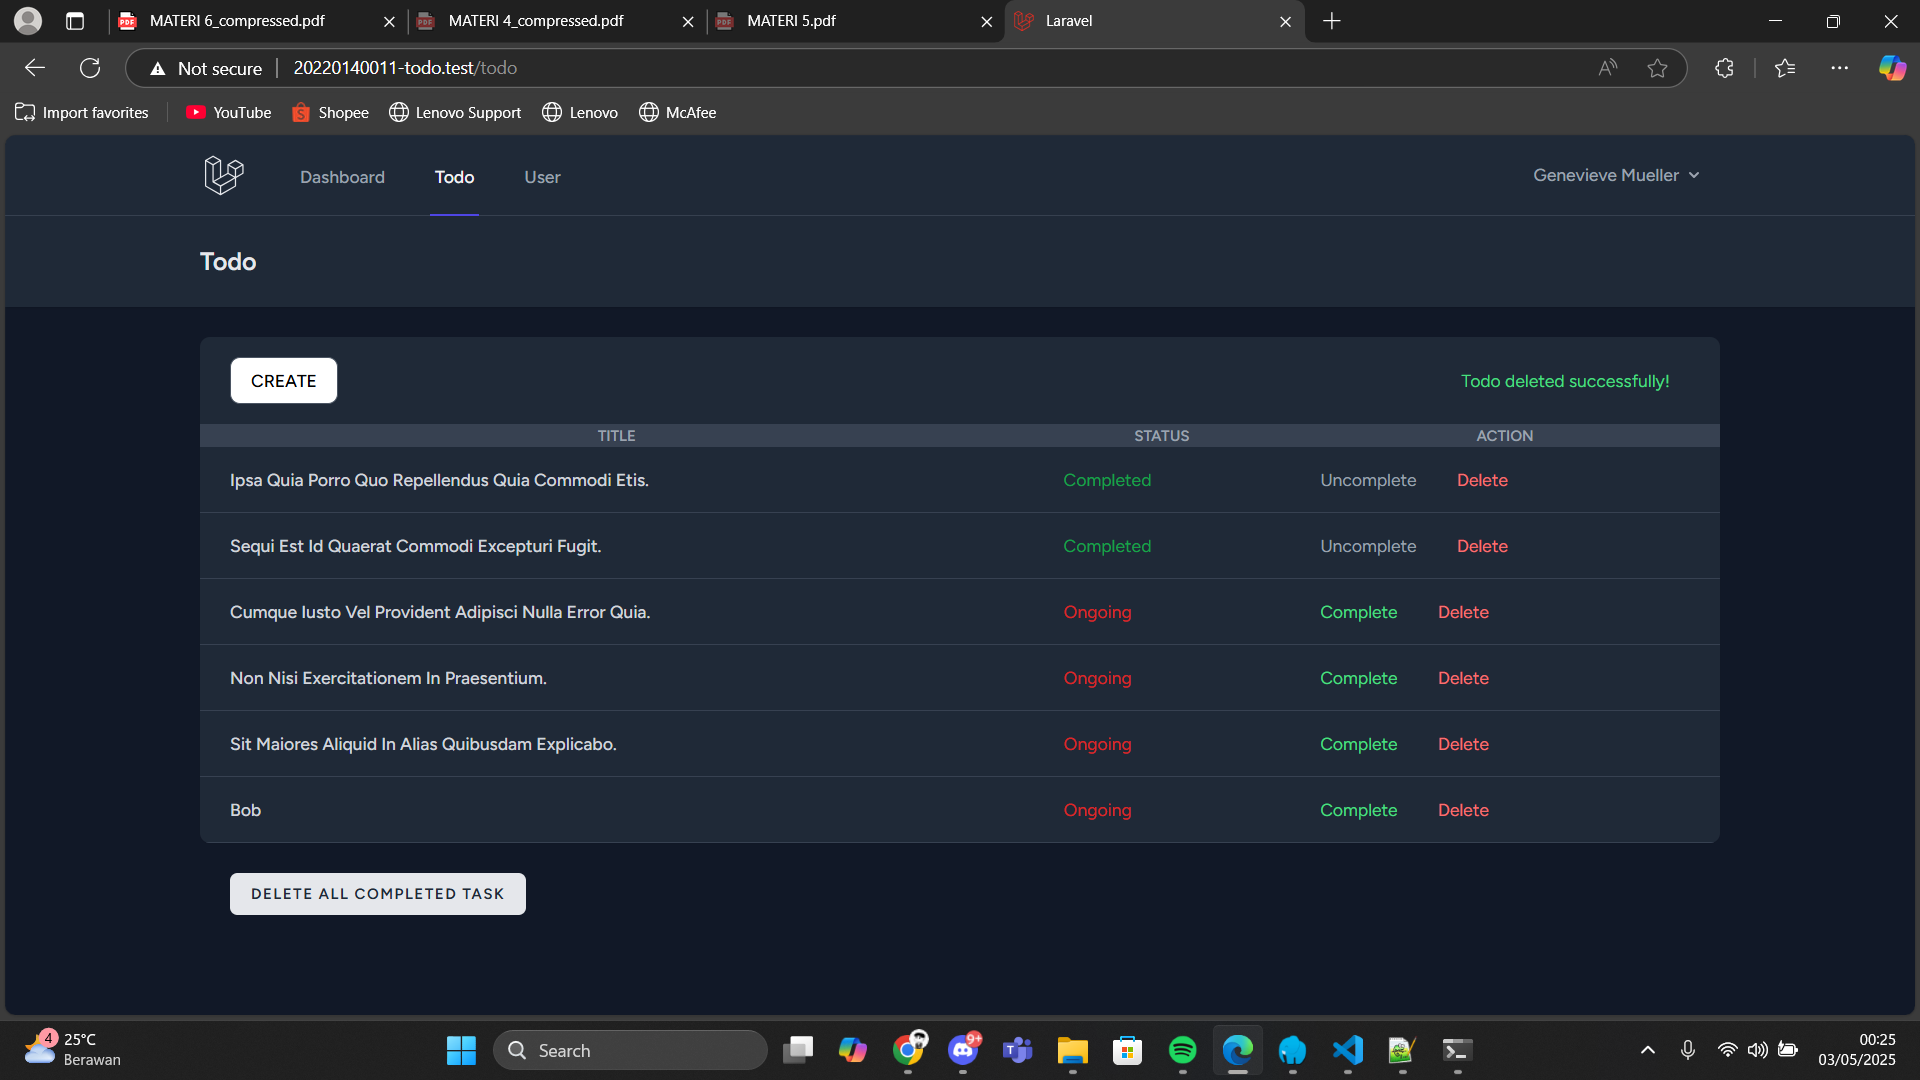 MATERI 6_compressed.pdf MATERI 4_compressed.pdf MATERI 5.pdf Laravel
Not secure 20220140011-todo.test/todo
Import favorites YouTube Shopee Lenovo Support Lenovo McAfee
Dashboard Todo User Genevieve Mueller
Todo
CREATE Todo deleted successfully!
TITLE STATUS ACTION
Ipsa Quia Porro Quo Repellendus Quia Commodi Etis. Completed Uncomplete Delete
Sequi Est Id Quaerat Commodi Excepturi Fugit. Completed Uncomplete Delete
Cumque Iusto Vel Provident Adipisci Nulla Error Quia. Ongoing Complete Delete
Non Nisi Exercitationem In Praesentium. Ongoing Complete Delete
Sit Maiores Aliquid In Alias Quibusdam Explicabo. Ongoing Complete Delete
Bob Ongoing Complete Delete
DELETE ALL COMPLETED TASK
4 25°C
Berawan
Search
9+
00:25
03/05/2025